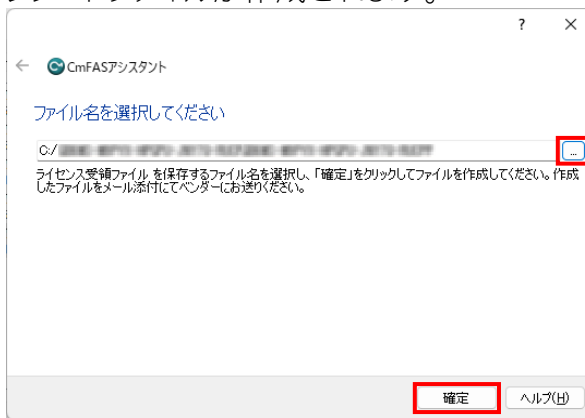 CmFASアシスタント
ファイル名を選択してください
C:/
...
ライセンス受領ファイル を保存するファイル名を選択し、「確定」をクリックしてファイルを作成してください。作成
したファイルをメール添付にてベンダーにお送りください。
確定 ヘルプ(H)